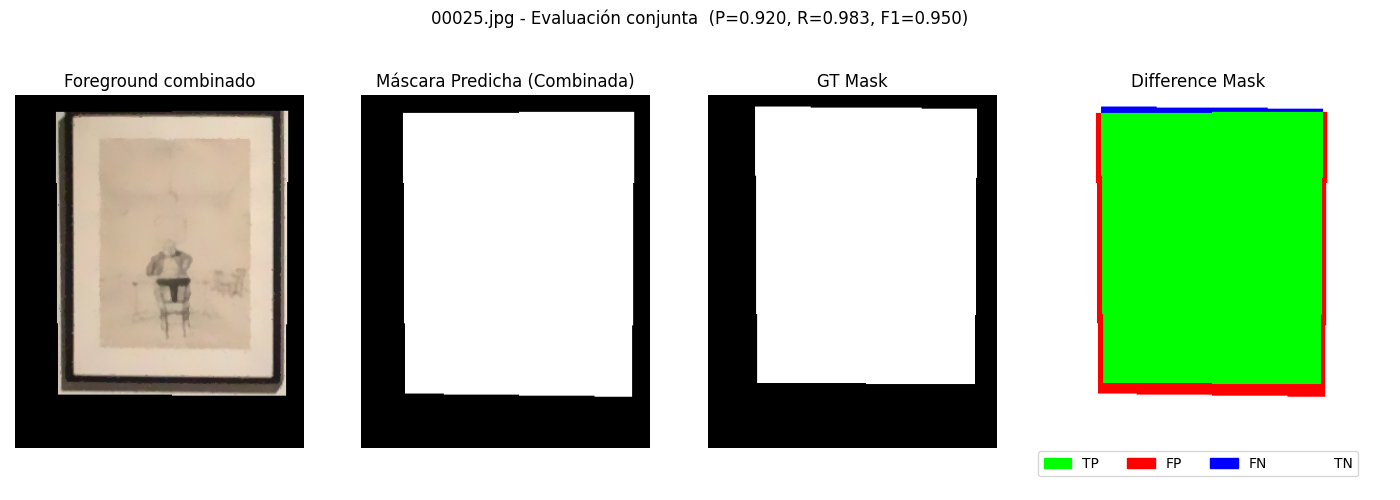 00025.jpg - Evaluación conjunta  (P=0.920, R=0.983, F1=0.950)
Foreground combinado
Máscara Predicha (Combinada)
GT Mask
Difference Mask
TP
FP
FN
TN